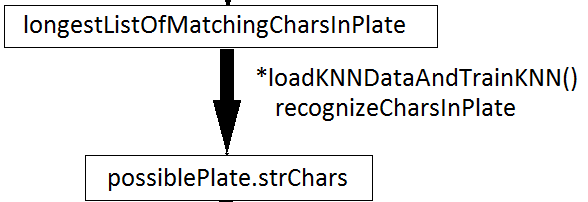 longestListOfMatchingCharsInPlate
*loadKNNDataAndTrainKNN()
recognizeCharsInPlate
possiblePlate.strChars